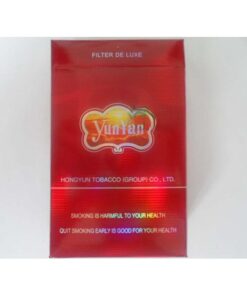 FILTER DE LUXE
YunYan
HONGYUN TOBACCO (GROUP) CO., LTD.
SMOKING IS HARMFUL TO YOUR HEALTH
QUIT SMOKING EARLY IS GOOD FOR YOUR HEALTH